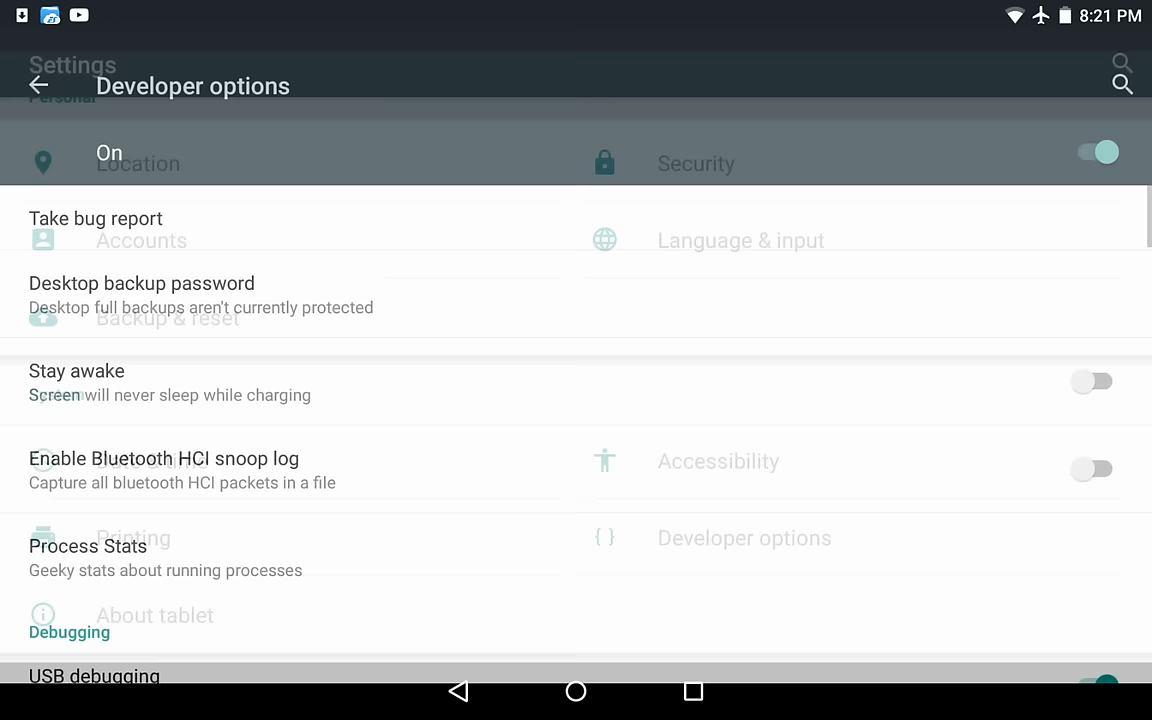 8:21 PM
Settings
Developer options
Personal
On
Location
Security
Take bug report
Accounts
Language & input
Desktop backup password
Desktop full backups aren't currently protected
Backup & reset
Stay awake
Screen will never sleep while charging
System
Enable Bluetooth HCI snoop log
Date & time
Accessibility
Capture all bluetooth HCI packets in a file
Printing
Developer options
Process Stats
Geeky stats about running processes
About tablet
Debugging
USB debugging